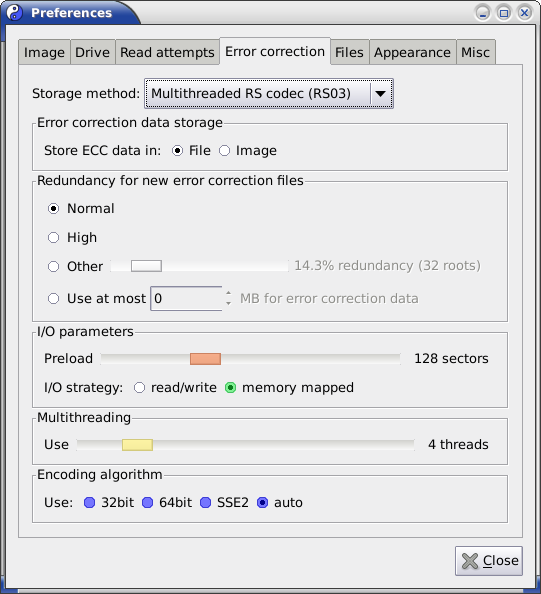 Preferences
Image Drive Read attempts Error correction Files Appearance Misc
Storage method: Multithreaded RS codec (RS03)
Error correction data storage
Store ECC data in: File Image
Redundancy for new error correction files
Normal
High
Other 14.3% redundancy (32 roots)
Use at most 0 MB for error correction data
I/O parameters
Preload 128 sectors
I/O strategy: read/write memory mapped
Multithreading
Use 4 threads
Encoding algorithm
Use: 32bit 64bit SSE2 auto
Close